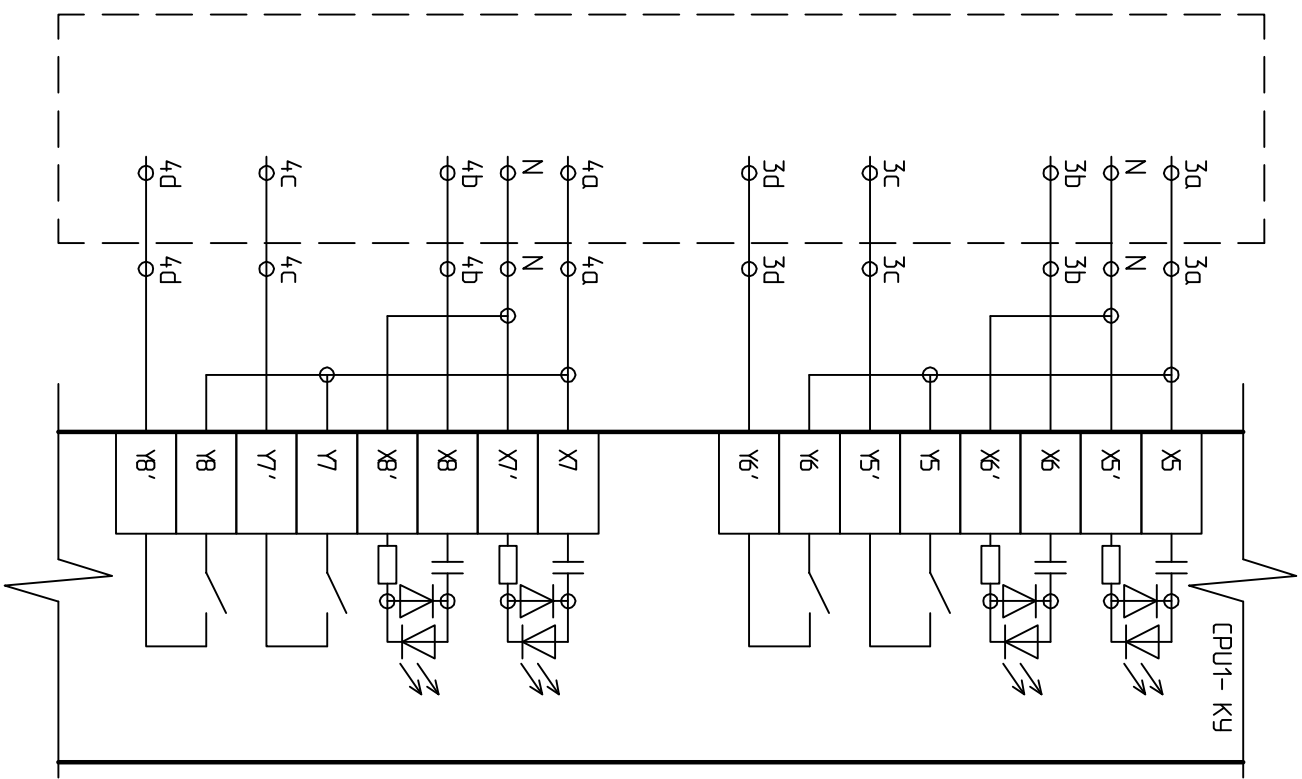 CPU1- КУ
3a 3a
X5
N N
X5'
3b 3b
X6
X6'
Y5
3c 3c
Y5'
Y6
3d 3d
Y6'
4a 4a
X7
N N
X7'
4b 4b
X8
X8'
Y7
4c 4c
Y7'
Y8
4d 4d
Y8'